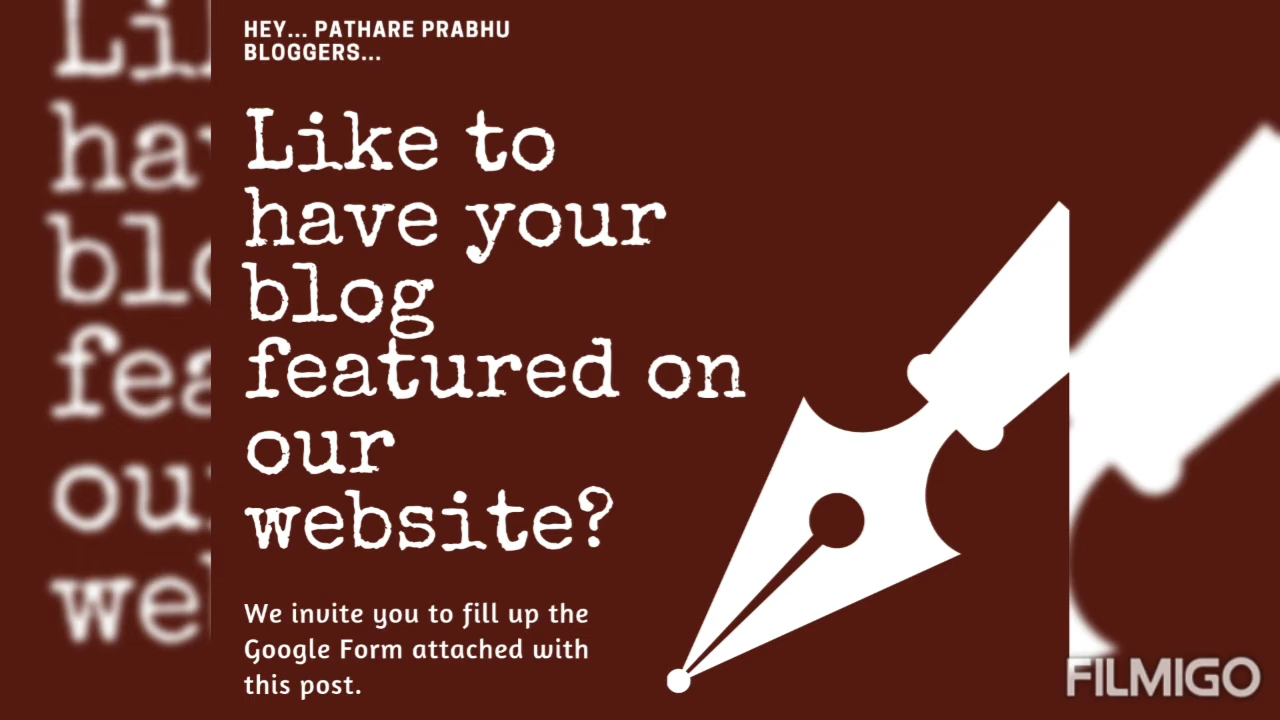 HEY... PATHARE PRABHU
BLOGGERS...
Like to
have your
blog
featured on
our
website?
We invite you to fill up the
Google Form attached with
this post.
FILMIGO